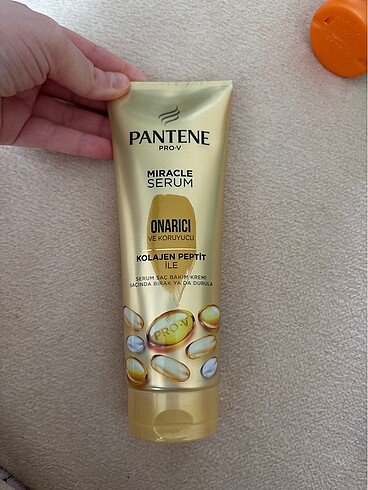 PANTENE
PRO-V
MIRACLE
SERUM
ONARICI
VE KORUYUCU
KOLAJEN PEPTİT
İLE
SERUM SAÇ BAKIM KREMİ
SAÇINDA BIRAK YA DA DURULA
PRO-V